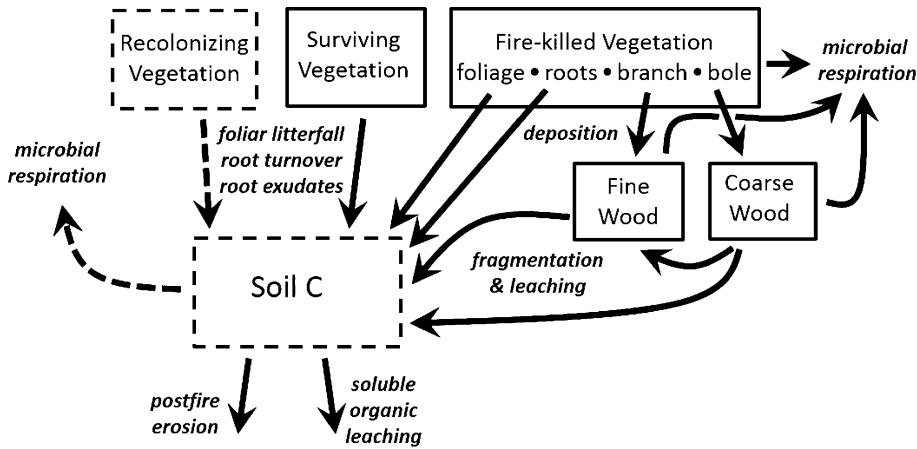 Recolonizing
Vegetation
Surviving
Vegetation
Fire-killed Vegetation
foliage • roots • branch • bole
microbial
respiration
foliar litterfall
root turnover
root exudates
deposition
microbial
respiration
Fine
Wood
Coarse
Wood
fragmentation
& leaching
Soil C
postfire
erosion
soluble
organic
leaching